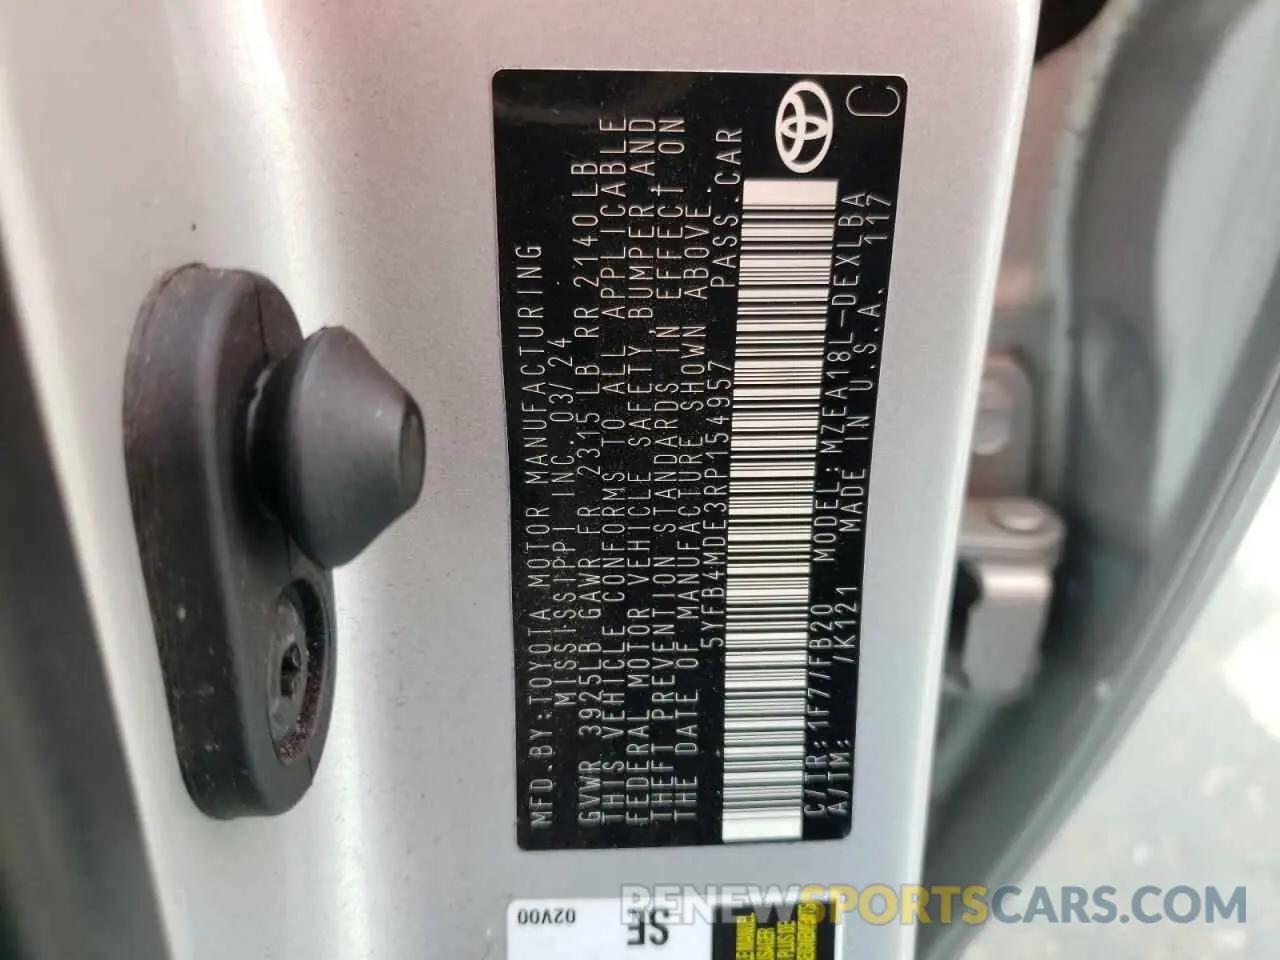 MFD.BY:TOYOTA MOTOR MANUFACTURING
MISSISSIPPI INC. 03/24
GVWR 3925LB GAWR FR 2315 LB RR 2140LB
THIS VEHICLE CONFORMS TO ALL APPLICABLE
FEDERAL MOTOR VEHICLE SAFETY,BUMPER AND
THEFT PREVENTION STANDARDS IN EFFECT ON
THE DATE OF MANUFACTURE SHOWN ABOVE.
5YFB4MDE3RP154957 PASS.CAR
C/TR:1F7/FB20 MODEL:MZEA18L-DEXLBA
A/TM: /K121 MADE IN U.S.A. 117
C
02V00
SE
RENEWSPORTSCARS.COM